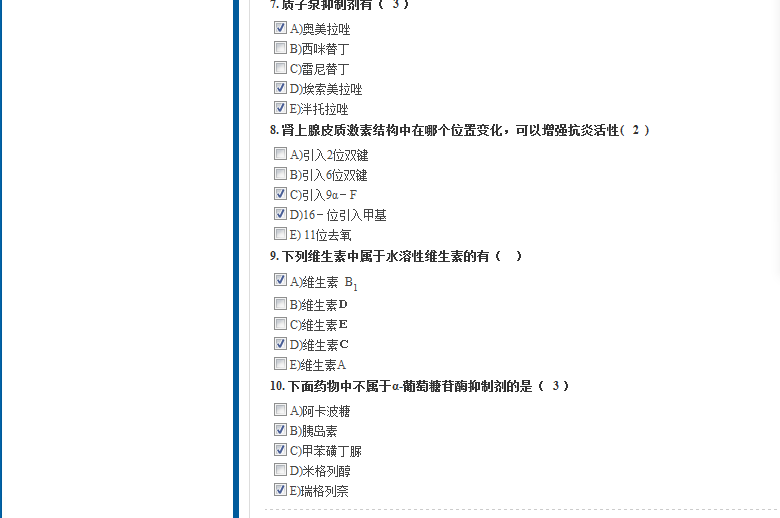 7. 质子泵抑制剂有（ 3 ）
A)奥美拉唑
B)西咪替丁
C)雷尼替丁
D)埃索美拉唑
E)泮托拉唑
8. 肾上腺皮质激素结构中在哪个位置变化，可以增强抗炎活性( 2 )
A)引入2位双键
B)引入6位双键
C)引入9α－F
D)16－位引入甲基
E) 11位去氧
9. 下列维生素中属于水溶性维生素的有（ ）
A)维生素 B1
B)维生素D
C)维生素E
D)维生素C
E)维生素A
10. 下面药物中不属于α-葡萄糖苷酶抑制剂的是（ 3 ）
A)阿卡波糖
B)胰岛素
C)甲苯磺丁脲
D)米格列醇
E)瑞格列奈